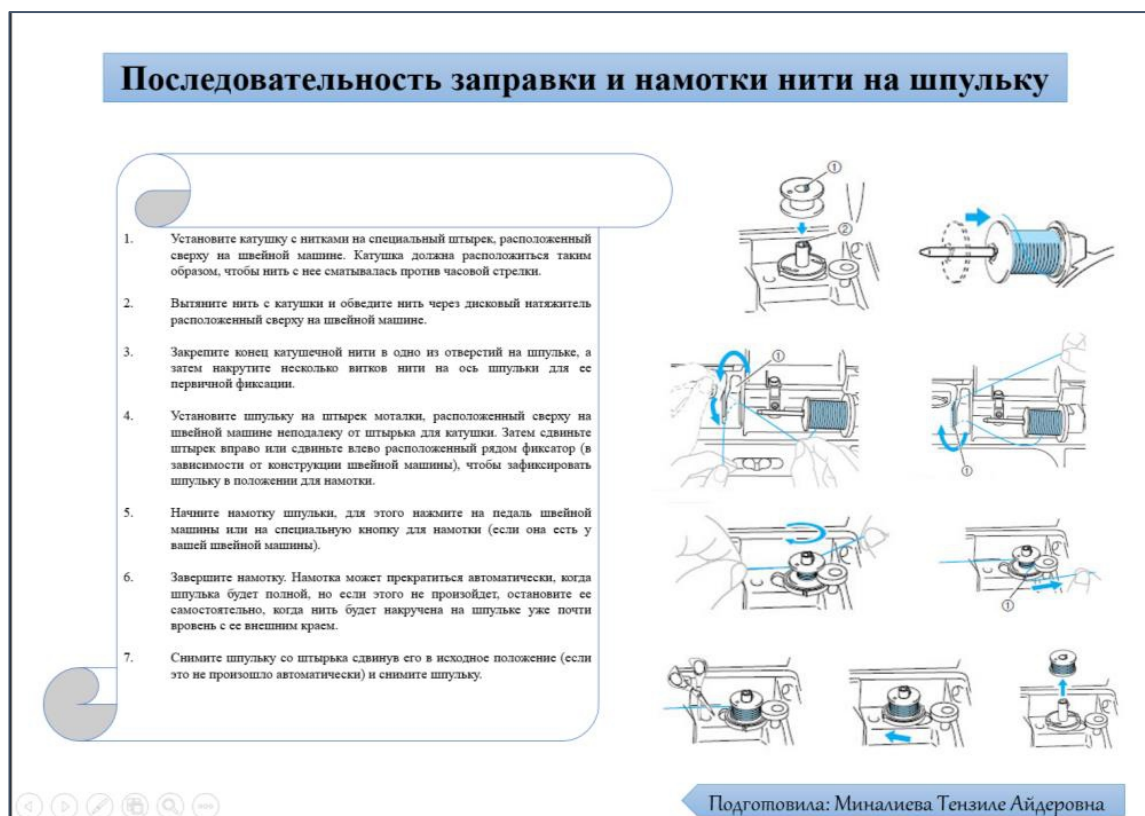 Последовательность заправки и намотки нити на шпульку
1. Установите катушку с нитками на специальный штырек, расположенный
сверху на швейной машине. Катушка должна расположиться таким
образом, чтобы нить с нее сматывалась против часовой стрелки.
2. Вытяните нить с катушки и обведите нить через дисковый натяжитель
расположенный сверху на швейной машине.
3. Закрепите конец катушечной нити в одно из отверстий на шпульке, а
затем накрутите несколько витков нити на ось шпульки для ее
первичной фиксации.
4. Установите шпульку на штырек моталки, расположенный сверху на
швейной машине неподалеку от штырька для катушки. Затем сдвиньте
штырек вправо или сдвиньте влево расположенный рядом фиксатор (в
зависимости от конструкции швейной машины), чтобы зафиксировать
шпульку в положении для намотки.
5. Начните намотку шпульки, для этого нажмите на педаль швейной
машины или на специальную кнопку для намотки (если она есть у
вашей швейной машины).
6. Завершите намотку. Намотка может прекратиться автоматически, когда
шпулька будет полной, но если этого не произойдет, остановите ее
самостоятельно, когда нить будет накручена на шпульке уже почти
вровень с ее внешним краем.
7. Снимите шпульку со штырька сдвинув его в исходное положение (если
это не произошло автоматически) и снимите шпульку.
①
②
①
①
①
Подготовила: Миналиева Тензиле Айдеровна